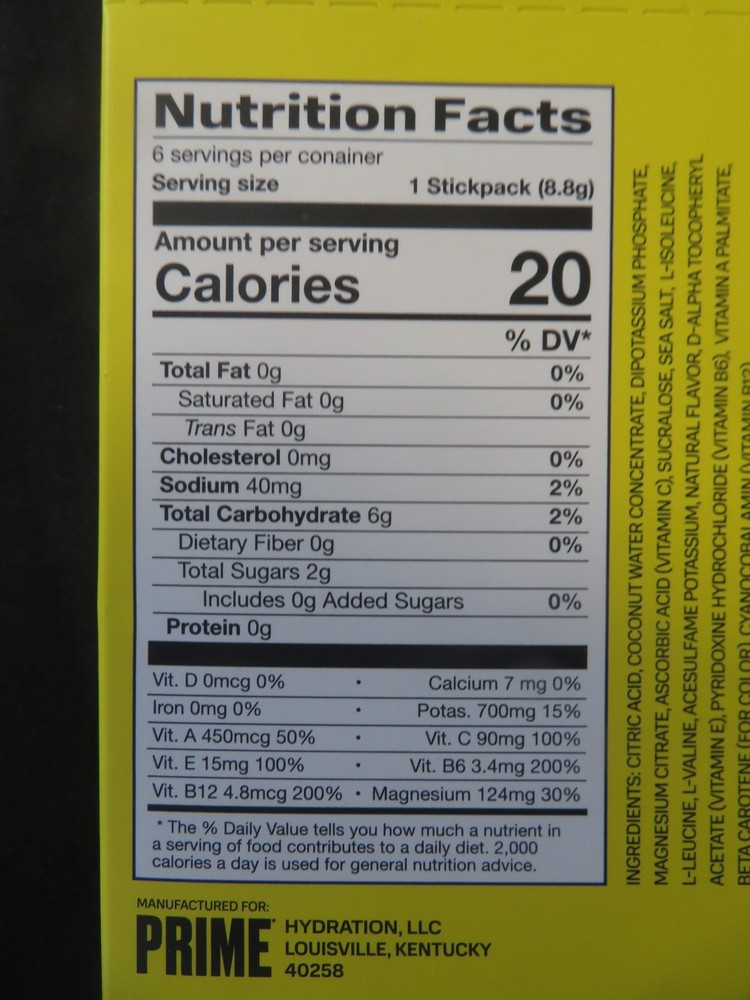 Nutrition Facts
6 servings per conainer
Serving size 1 Stickpack (8.8g)
Amount per serving
Calories 20
% DV*
Total Fat 0g 0%
Saturated Fat 0g 0%
Trans Fat 0g
Cholesterol 0mg 0%
Sodium 40mg 2%
Total Carbohydrate 6g 2%
Dietary Fiber 0g 0%
Total Sugars 2g
Includes 0g Added Sugars 0%
Protein 0g
Vit. D 0mcg 0% • Calcium 7 mg 0%
Iron 0mg 0% • Potas. 700mg 15%
Vit. A 450mcg 50% • Vit. C 90mg 100%
Vit. E 15mg 100% • Vit. B6 3.4mg 200%
Vit. B12 4.8mcg 200% • Magnesium 124mg 30%
* The % Daily Value tells you how much a nutrient in
a serving of food contributes to a daily diet. 2,000
calories a day is used for general nutrition advice.
MANUFACTURED FOR:
PRIME HYDRATION, LLC
LOUISVILLE, KENTUCKY
40258
INGREDIENTS: CITRIC ACID, COCONUT WATER CONCENTRATE, DIPOTASSIUM PHOSPHATE,
MAGNESIUM CITRATE, ASCORBIC ACID (VITAMIN C), SUCRALOSE, SEA SALT, L-ISOLEUCINE,
L-LEUCINE, L-VALINE, ACESULFAME POTASSIUM, NATURAL FLAVOR, D-ALPHA TOCOPHERYL
ACETATE (VITAMIN E), PYRIDOXINE HYDROCHLORIDE (VITAMIN B6), VITAMIN A PALMITATE,
BETA CAROTENE (FOR COLOR), CYANOCOBALAMIN (VITAMIN B12)